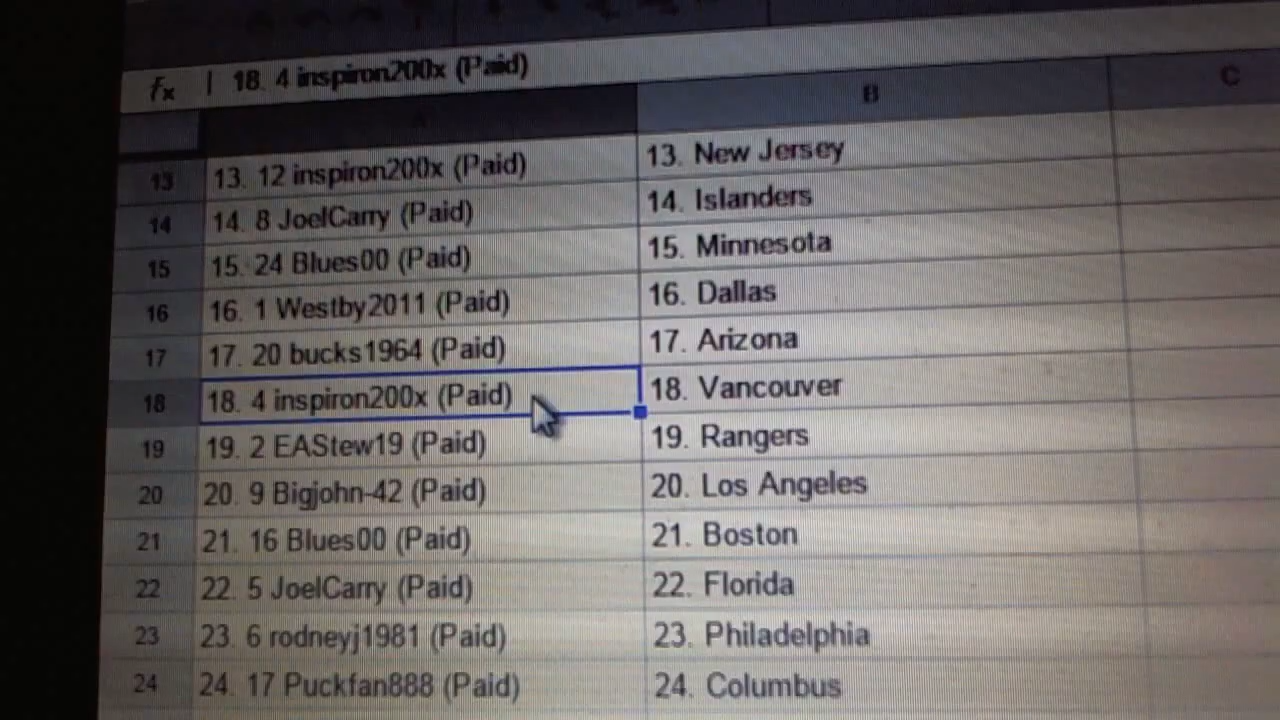 fx 18. 4 inspiron200x (Paid)
B C
13 13. 12 inspiron200x (Paid) 13. New Jersey
14 14. 8 JoelCarry (Paid) 14. Islanders
15 15. 24 Blues00 (Paid) 15. Minnesota
16 16. 1 Westby2011 (Paid) 16. Dallas
17 17. 20 bucks1964 (Paid) 17. Arizona
18 18. 4 inspiron200x (Paid) 18. Vancouver
19 19. 2 EAStew19 (Paid) 19. Rangers
20 20. 9 Bigjohn-42 (Paid) 20. Los Angeles
21 21. 16 Blues00 (Paid) 21. Boston
22 22. 5 JoelCarry (Paid) 22. Florida
23 23. 6 rodneyj1981 (Paid) 23. Philadelphia
24 24. 17 Puckfan888 (Paid) 24. Columbus